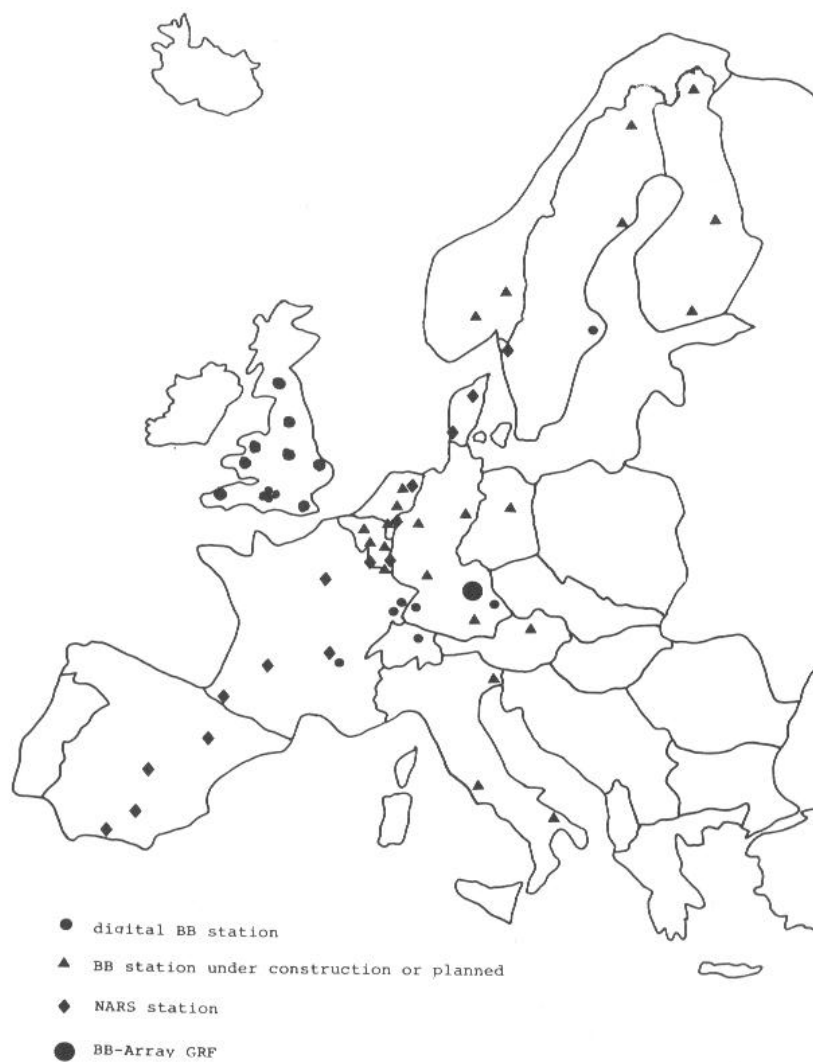 digital BB station
BB station under construction or planned
NARS station
BB-Array GRF